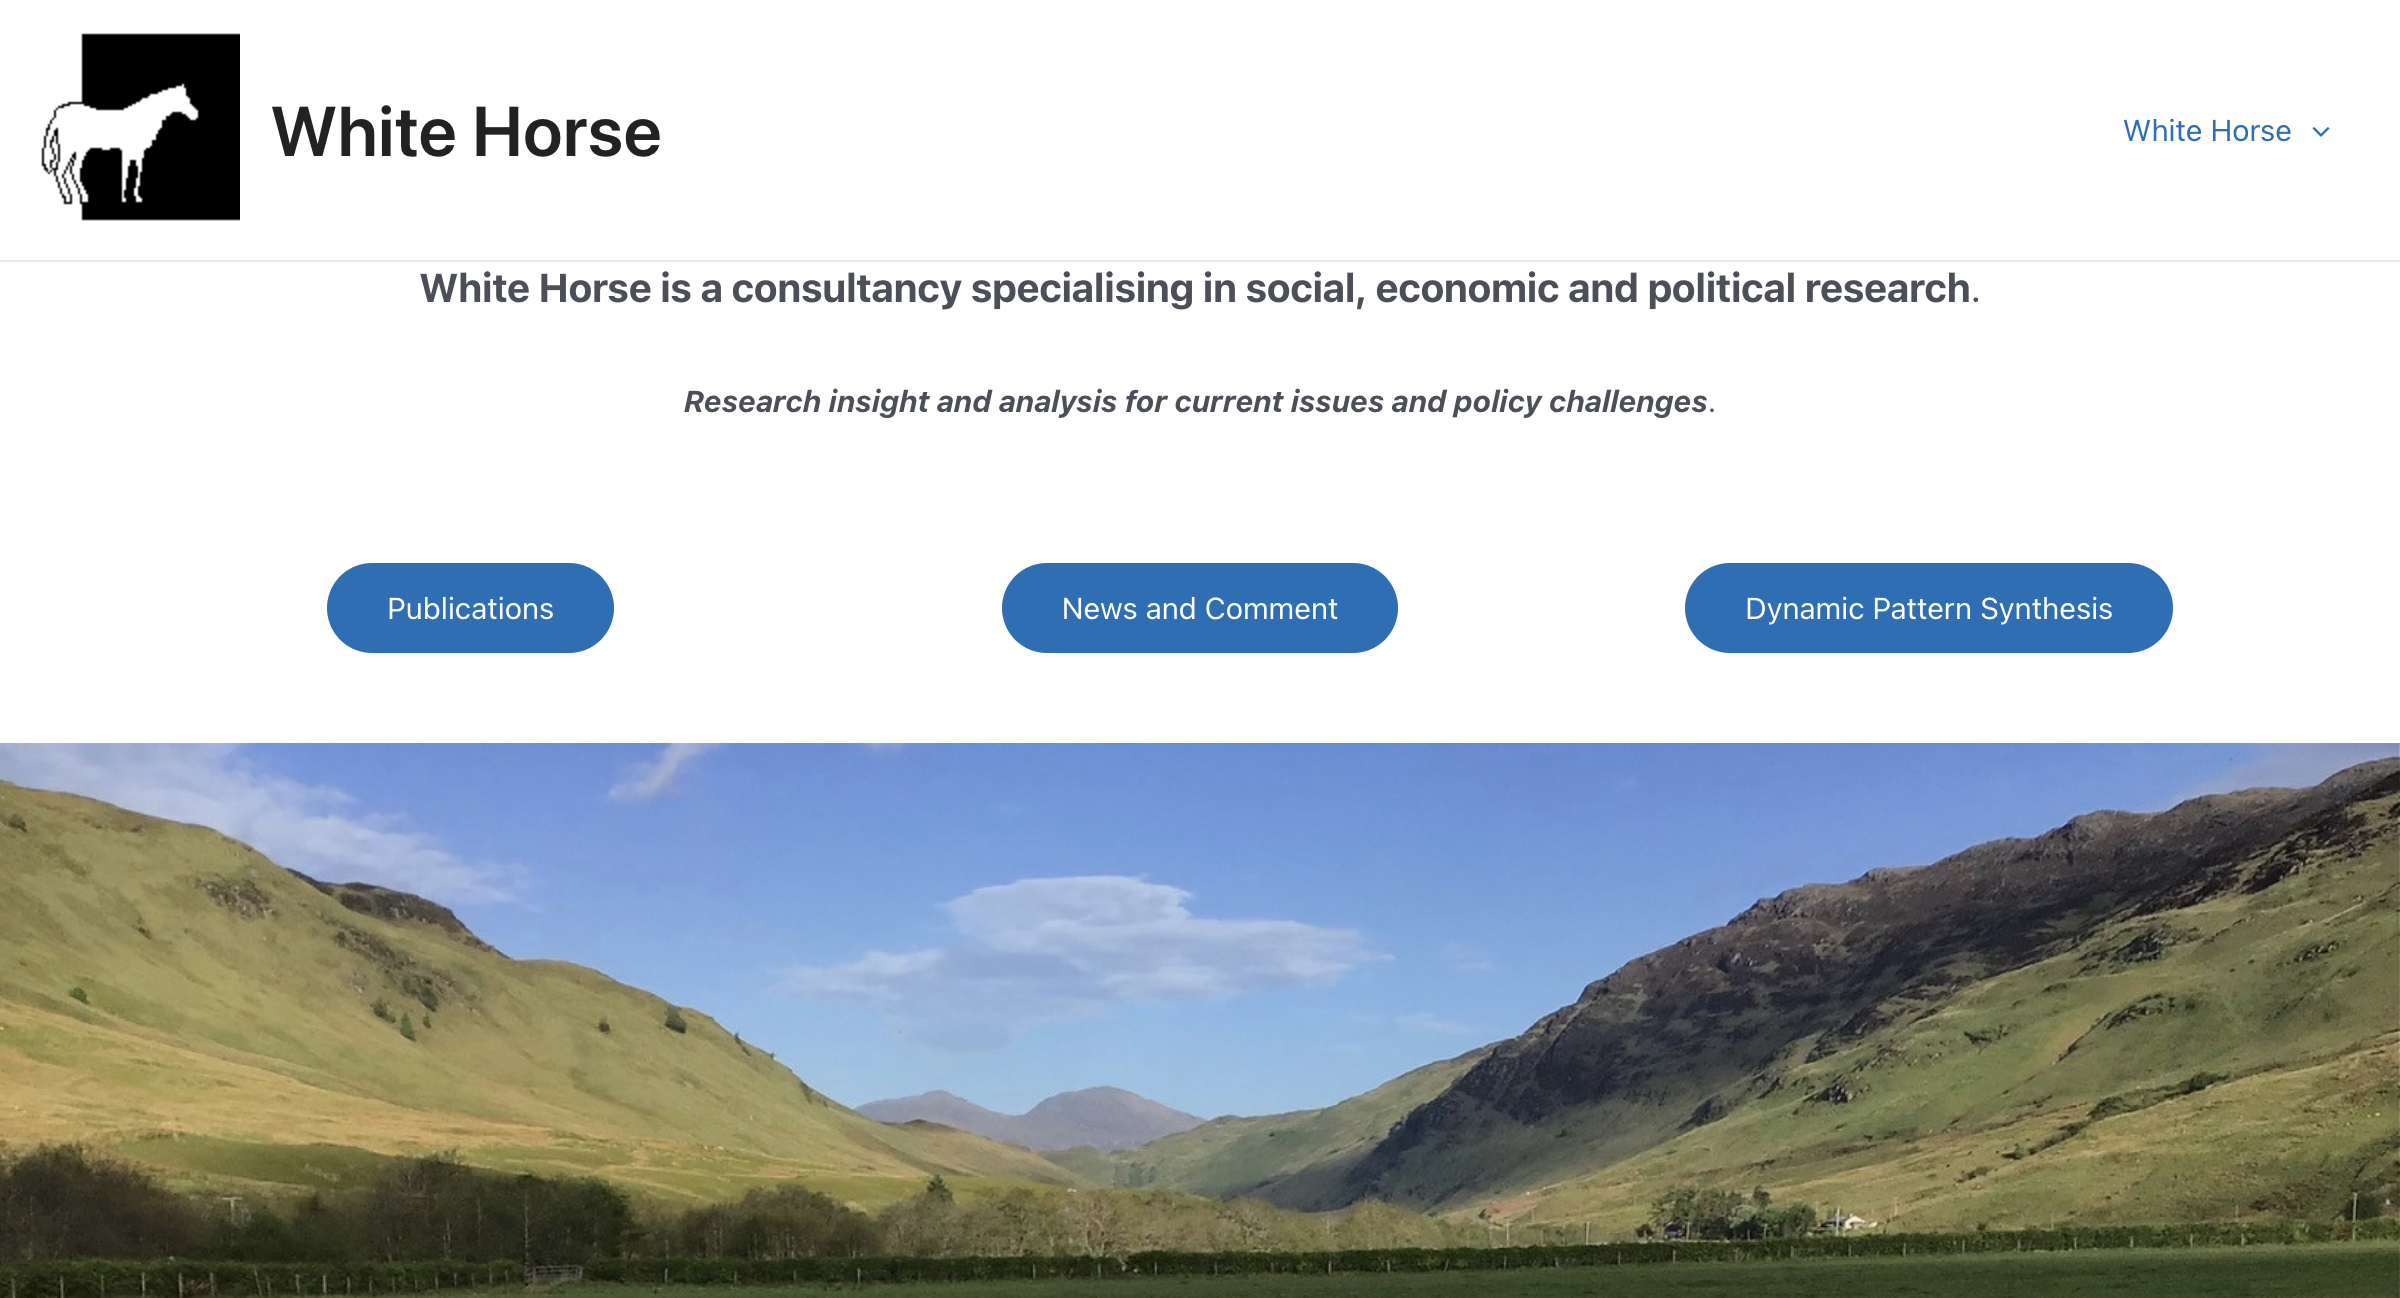 White Horse
White Horse
White Horse is a consultancy specialising in social, economic and political research.
Research insight and analysis for current issues and policy challenges.
Publications
News and Comment
Dynamic Pattern Synthesis